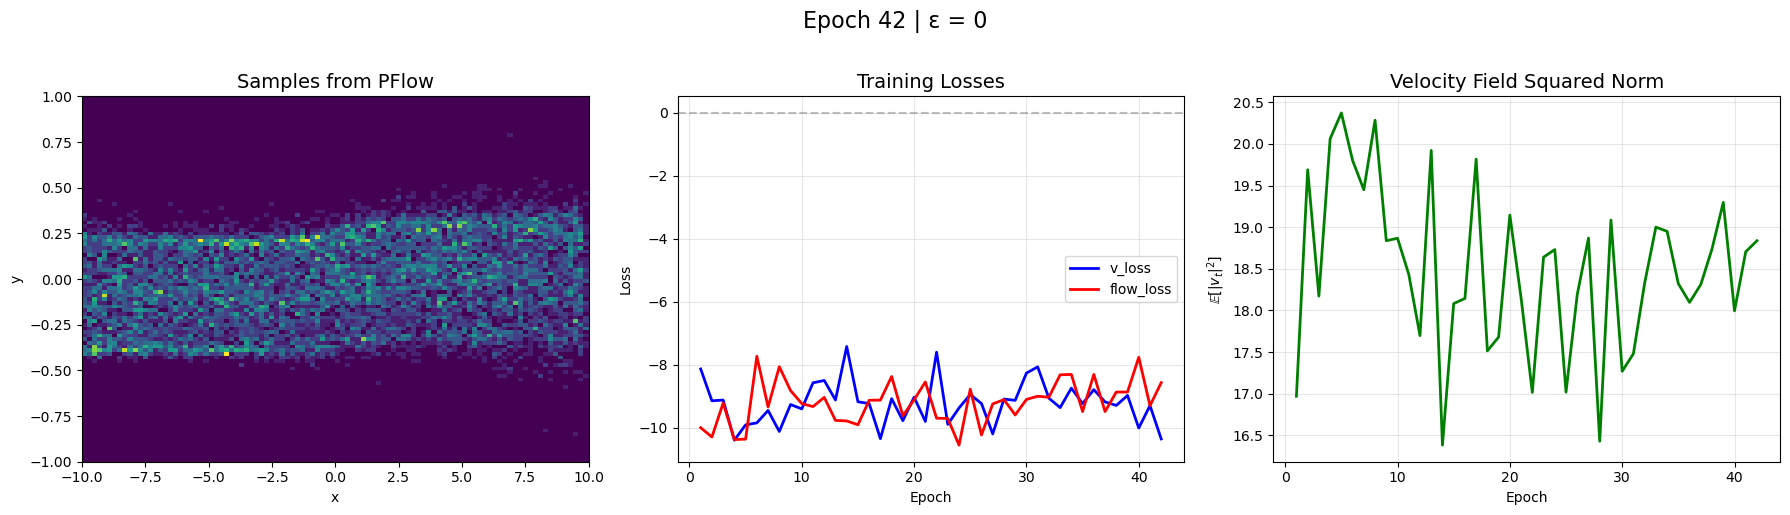 Epoch 42 | ε = 0
Samples from PFlow
1.00
0.75
0.50
0.25
0.00
−0.25
−0.50
−0.75
−1.00
y
−10.0 −7.5 −5.0 −2.5 0.0 2.5 5.0 7.5 10.0
x
Training Losses
0
−2
−4
−6
−8
−10
Loss
v_loss
flow_loss
0 10 20 30 40
Epoch
Velocity Field Squared Norm
20.5
20.0
19.5
19.0
18.5
18.0
17.5
17.0
16.5
𝔼[|v_t|²]
0 10 20 30 40
Epoch